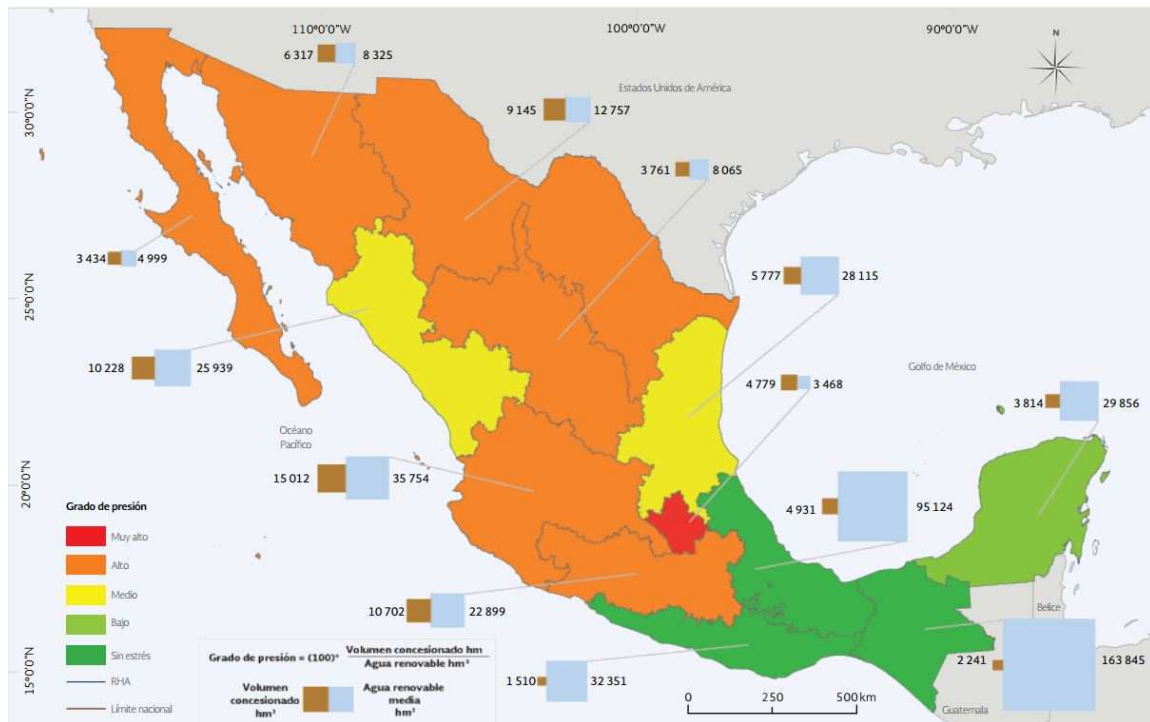 110°0'0"W
100°0'0"W
90°0'0"W
N
30°0'0"N
25°0'0"N
20°0'0"N
15°0'0"N
6 317 8 325
Estados Unidos de América
9 145 12 757
3 761 8 065
3 434 4 999
5 777 28 115
10 228 25 939
Golfo de México
4 779 3 468
3 814 29 856
Océano
Pacífico
15 012 35 754
4 931 95 124
Grado de presión
Muy alto
Alto
Medio
Bajo
Sin estrés
RHA
Límite nacional
10 702 22 899
Belice
Grado de presión = (100)* Volumen concesionado hm
Agua renovable hm³
Volumen
concesionado
hm³
Agua renovable
media
hm³
1 510 32 351
2 241 163 845
Guatemala
0 250 500 km